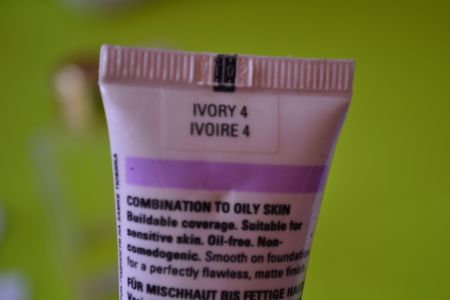 IVORY 4
IVOIRE 4
COMBINATION TO OILY SKIN
Buildable coverage. Suitable for
sensitive skin. Oil-free. Non-
comedogenic. Smooth on foundation
for a perfectly flawless, matte finish
FÜR MISCHHAUT BIS FETTIGE HAUT